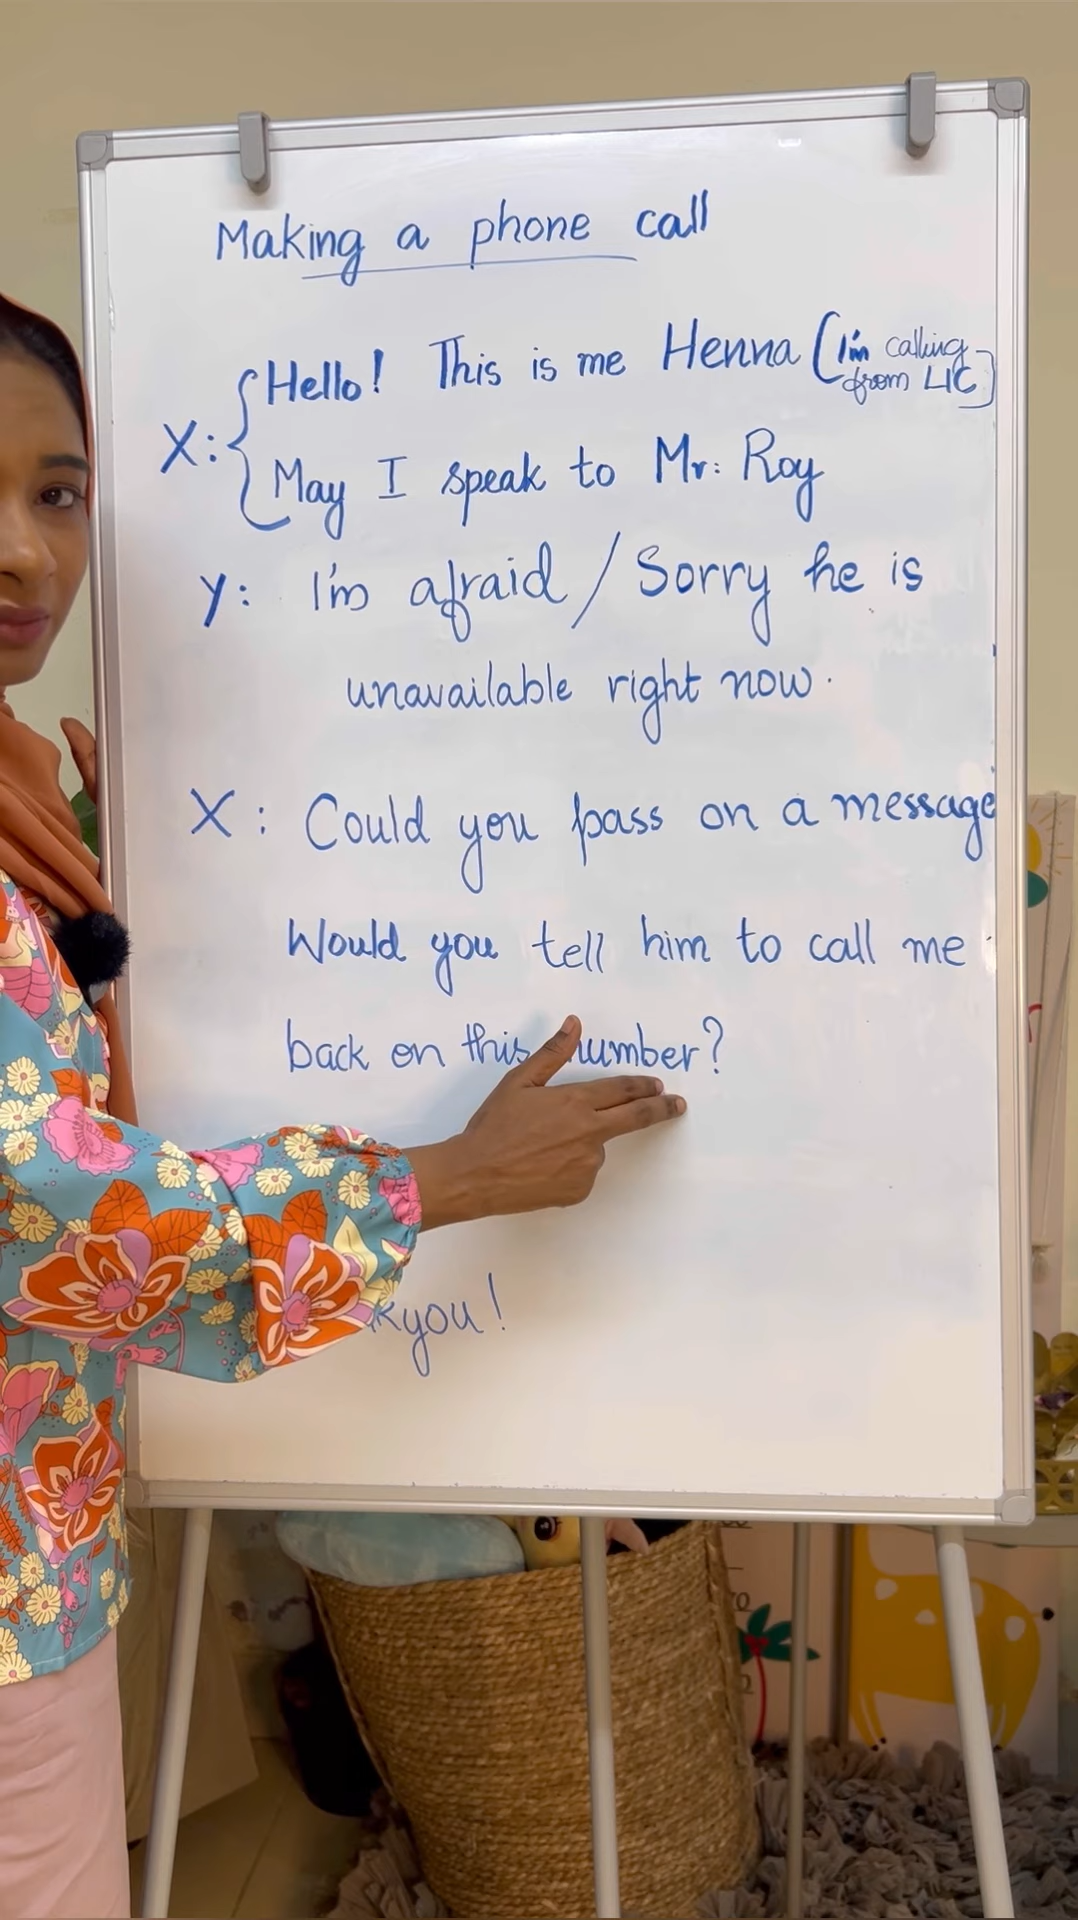 Making a phone call
Hello! This is me Henna (I'm calling
from LIC)
X:
May I speak to Mr. Roy
Y: I'm afraid / Sorry he is
unavailable right now.
X: Could you pass on a message
Would you tell him to call me
back on this number?
kyou!